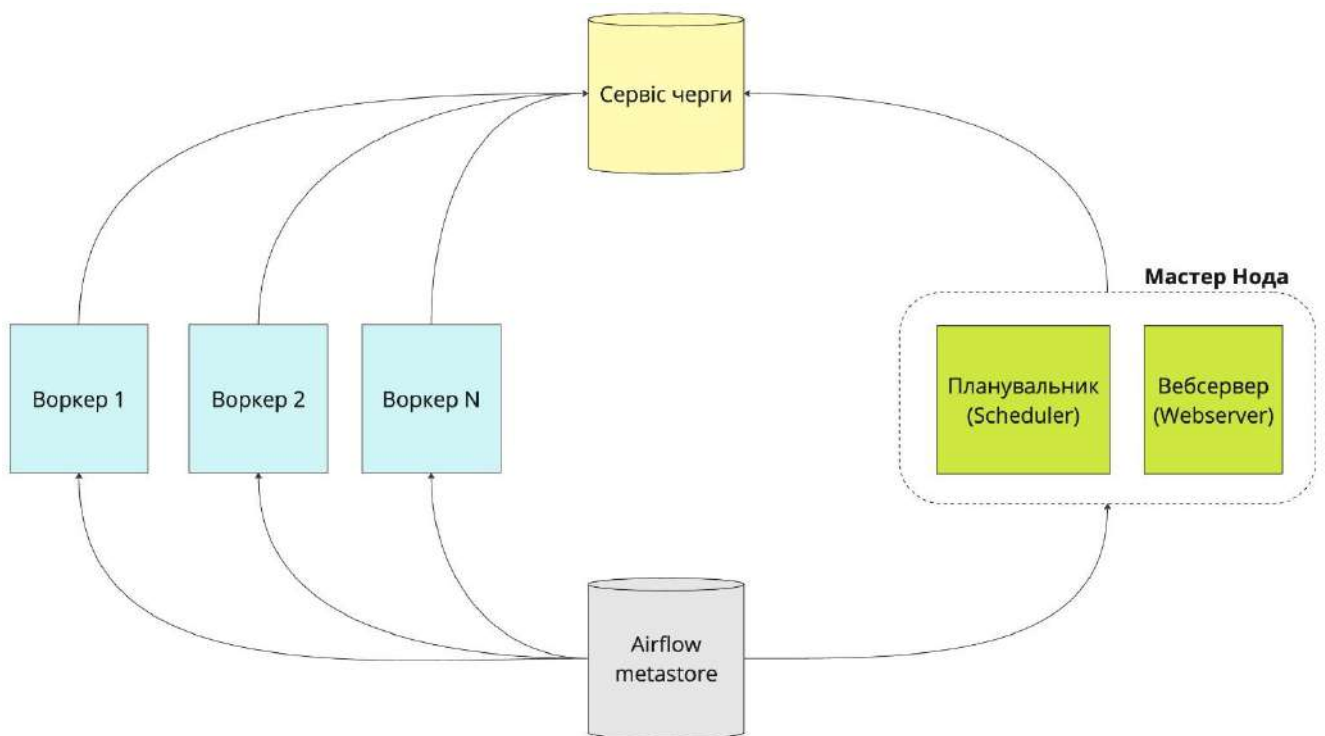 Сервіс черги
Мастер Нода
Воркер 1
Воркер 2
Воркер N
Планувальник
(Scheduler)
Вебсервер
(Webserver)
Airflow
metastore